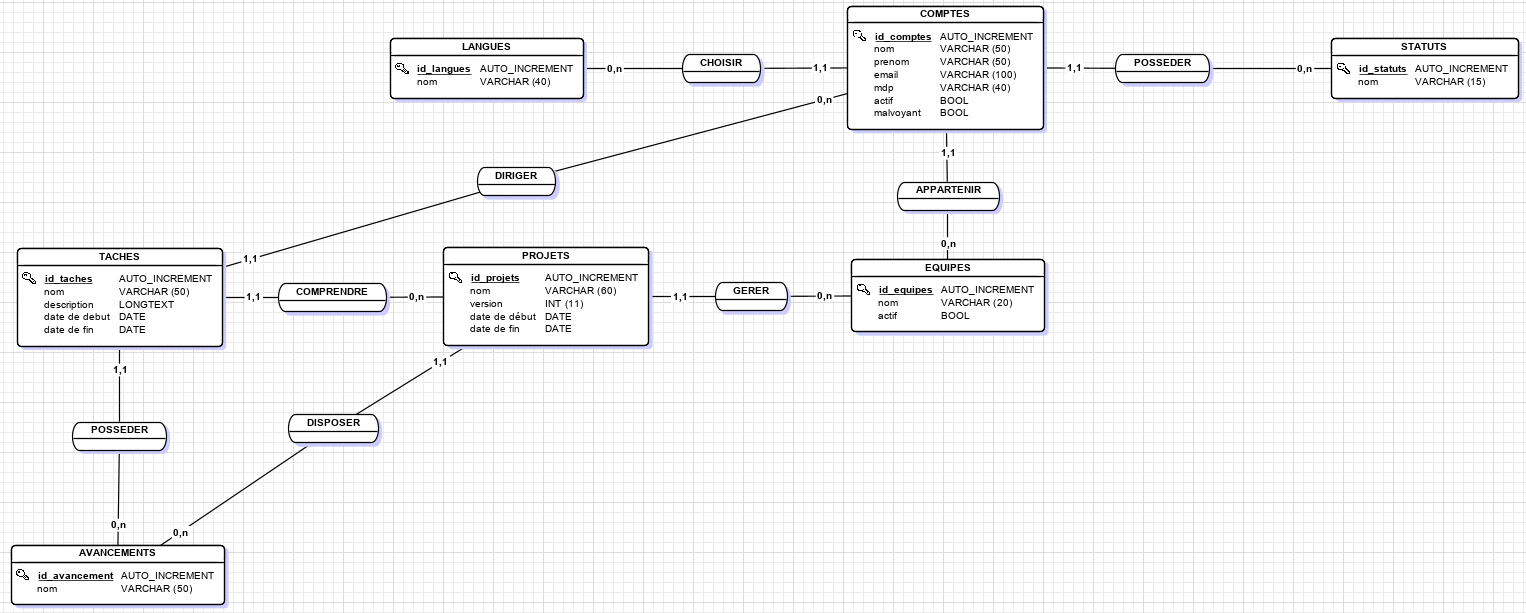 COMPTES
id_comptes AUTO_INCREMENT
nom VARCHAR (50)
prenom VARCHAR (50)
email VARCHAR (100)
mdp VARCHAR (40)
actif BOOL
malvoyant BOOL
LANGUES
id_langues AUTO_INCREMENT
nom VARCHAR (40)
0,n
CHOISIR
1,1
1,1
POSSEDER
0,n
STATUTS
id_statuts AUTO_INCREMENT
nom VARCHAR (15)
0,n
DIRIGER
1,1
1,1
APPARTENIR
0,n
TACHES
id_taches AUTO_INCREMENT
nom VARCHAR (50)
description LONGTEXT
date de debut DATE
date de fin DATE
1,1
COMPRENDRE
0,n
PROJETS
id_projets AUTO_INCREMENT
nom VARCHAR (60)
version INT (11)
date de début DATE
date de fin DATE
1,1
GERER
0,n
EQUIPES
id_equipes AUTO_INCREMENT
nom VARCHAR (20)
actif BOOL
1,1
POSSEDER
0,n
1,1
DISPOSER
0,n
AVANCEMENTS
id_avancement AUTO_INCREMENT
nom VARCHAR (50)